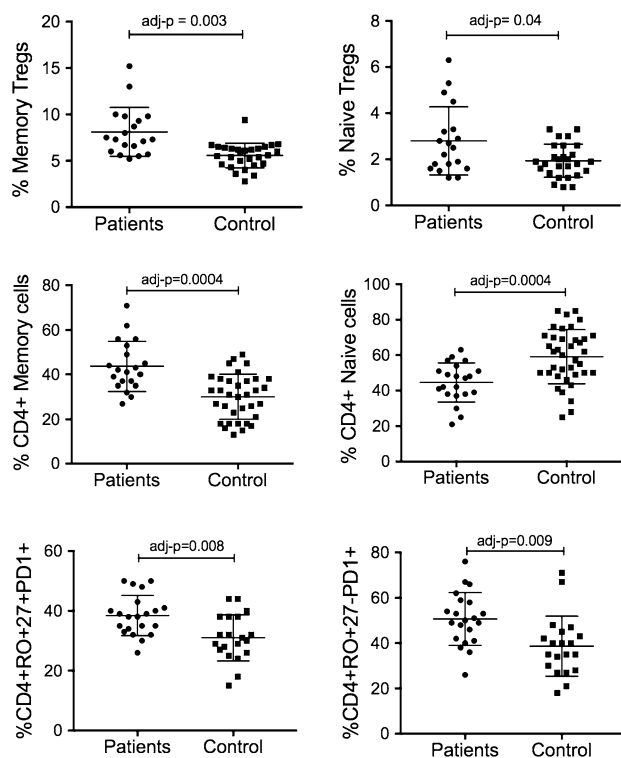 adj-p = 0.003
% Memory Tregs
20
15
10
5
0
Patients Control
adj-p= 0.04
% Naive Tregs
6
4
2
0
Patients Control
adj-p=0.0004
% CD4+ Memory cells
80
60
40
20
0
Patients Control
adj-p=0.0004
% CD4+ Naive cells
100
80
60
40
20
0
Patients Control
adj-p=0.008
%CD4+RO+27+PD1+
60
40
20
0
Patients Control
adj-p=0.009
%CD4+RO+27-PD1+
80
60
40
20
0
Patients Control